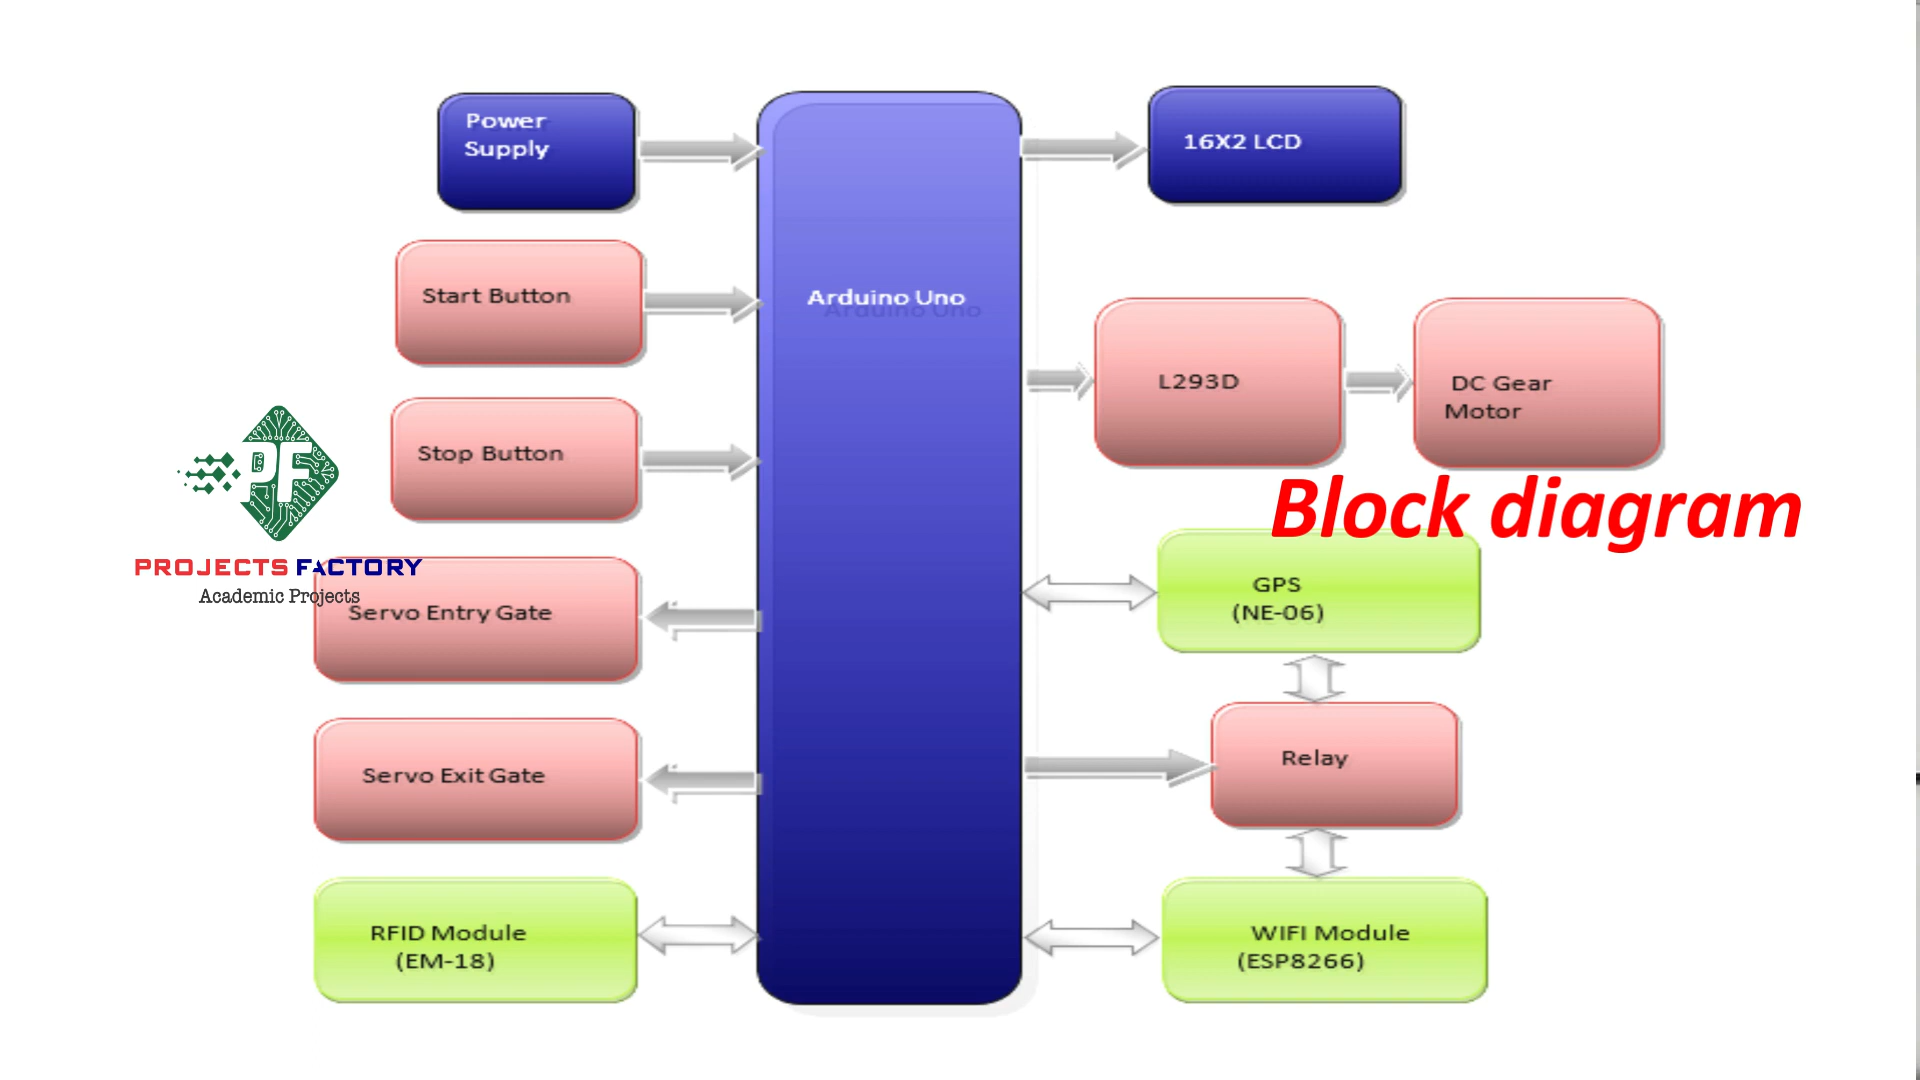 Power
Supply
16X2 LCD
Start Button
Arduino Uno
L293D
DC Gear
Motor
Stop Button
Block diagram
PF
PROJECTS FACTORY
Academic Projects
Servo Entry Gate
GPS
(NE-06)
Servo Exit Gate
Relay
RFID Module
(EM-18)
WIFI Module
(ESP8266)